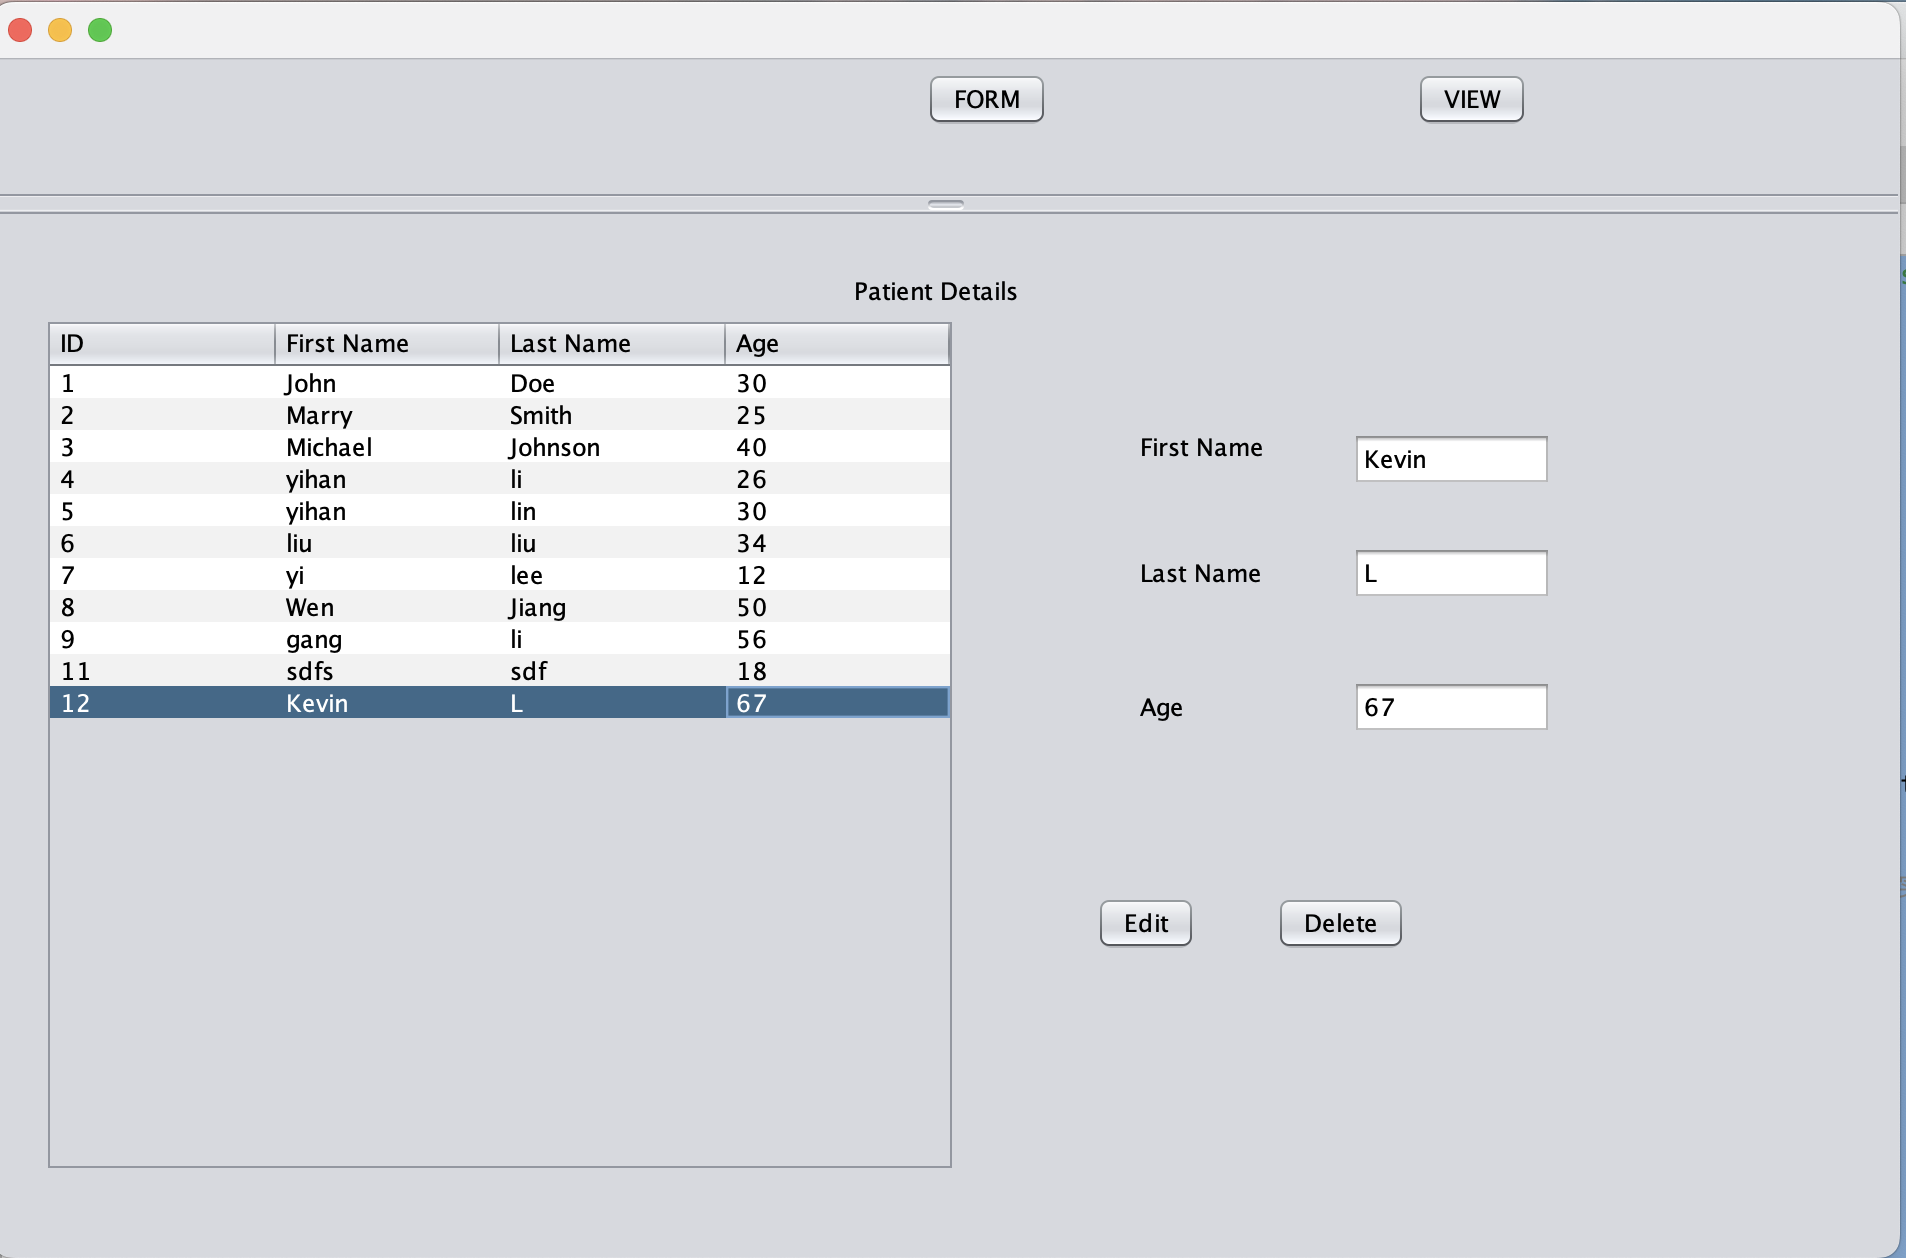 FORM VIEW
Patient Details
ID First Name Last Name Age
1 John Doe 30
2 Marry Smith 25
3 Michael Johnson 40
4 yihan li 26
5 yihan lin 30
6 liu liu 34
7 yi lee 12
8 Wen Jiang 50
9 gang li 56
11 sdfs sdf 18
12 Kevin L 67
First Name Kevin
Last Name L
Age 67
Edit Delete